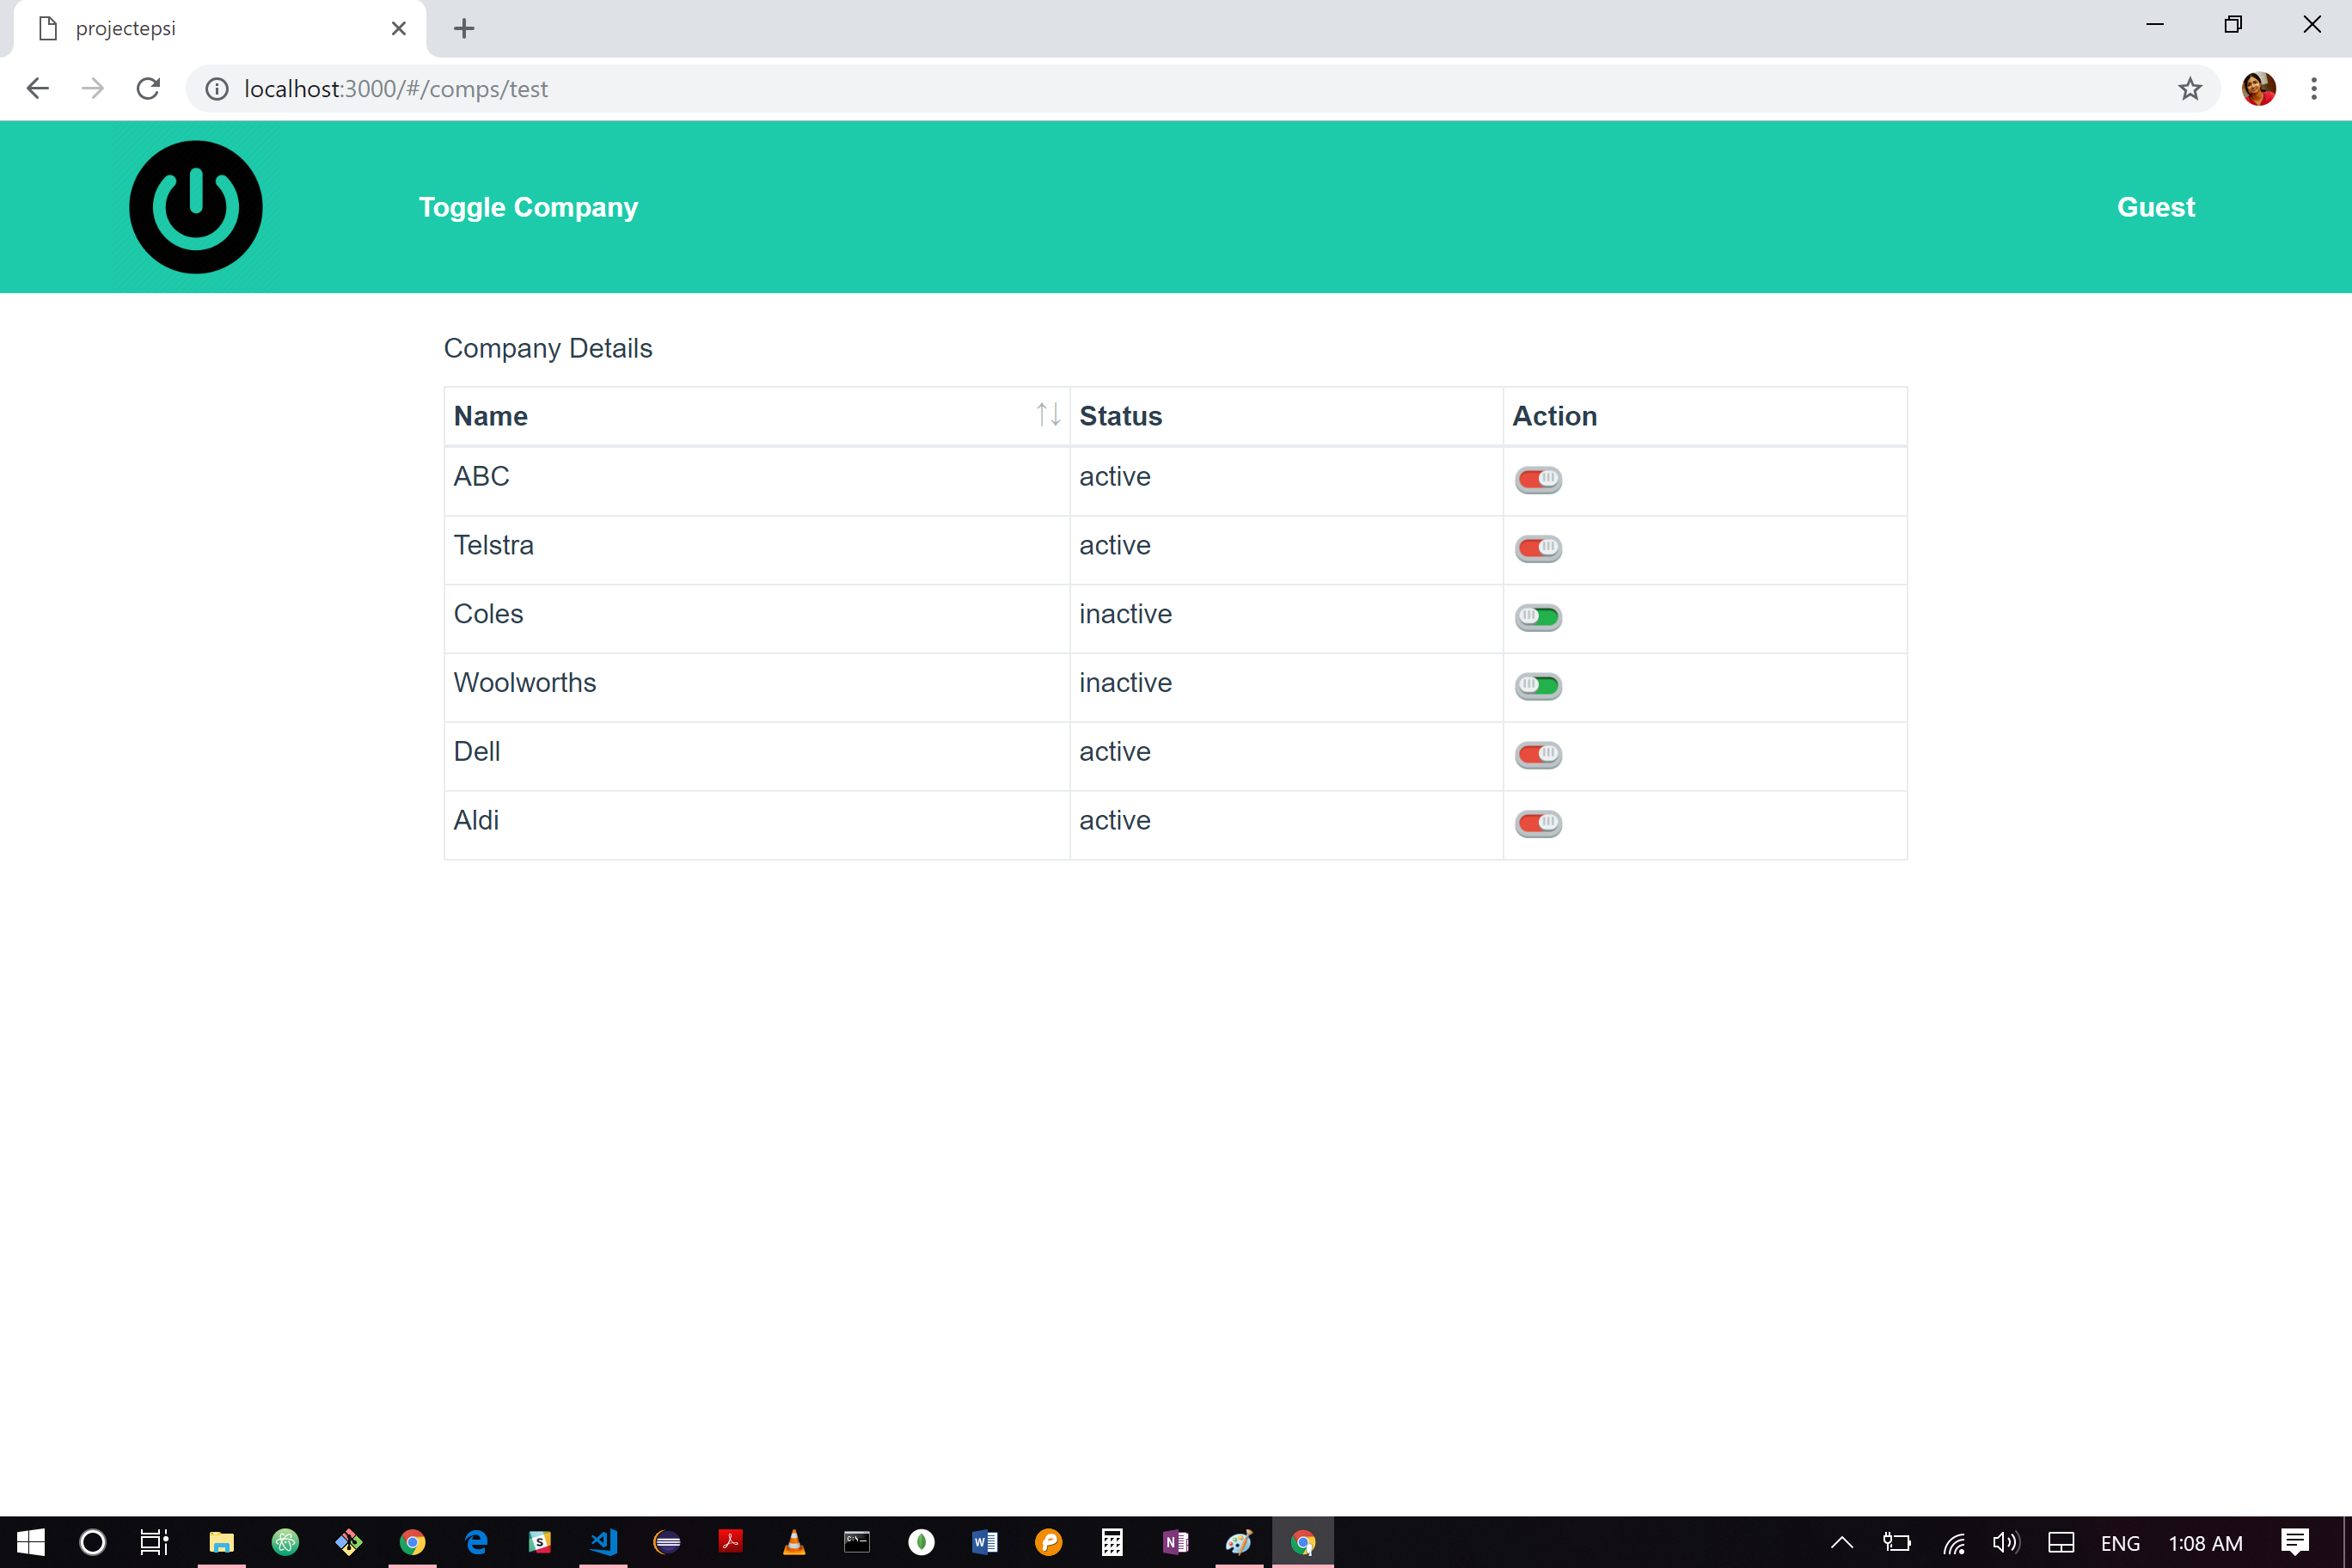 projectepsi
localhost:3000/#/comps/test
Toggle Company Guest
Company Details
Name Status Action
ABC active
Telstra active
Coles inactive
Woolworths inactive
Dell active
Aldi active
ENG 1:08 AM